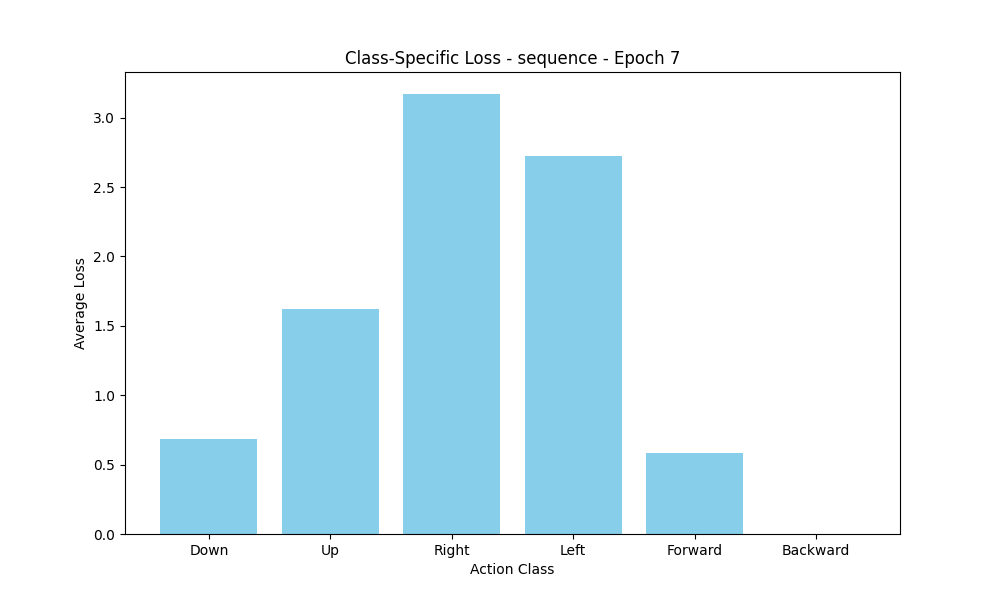 Class-Specific Loss - sequence - Epoch 7
3.0
2.5
2.0
1.5
1.0
0.5
0.0
Average Loss
Down Up Right Left Forward Backward
Action Class